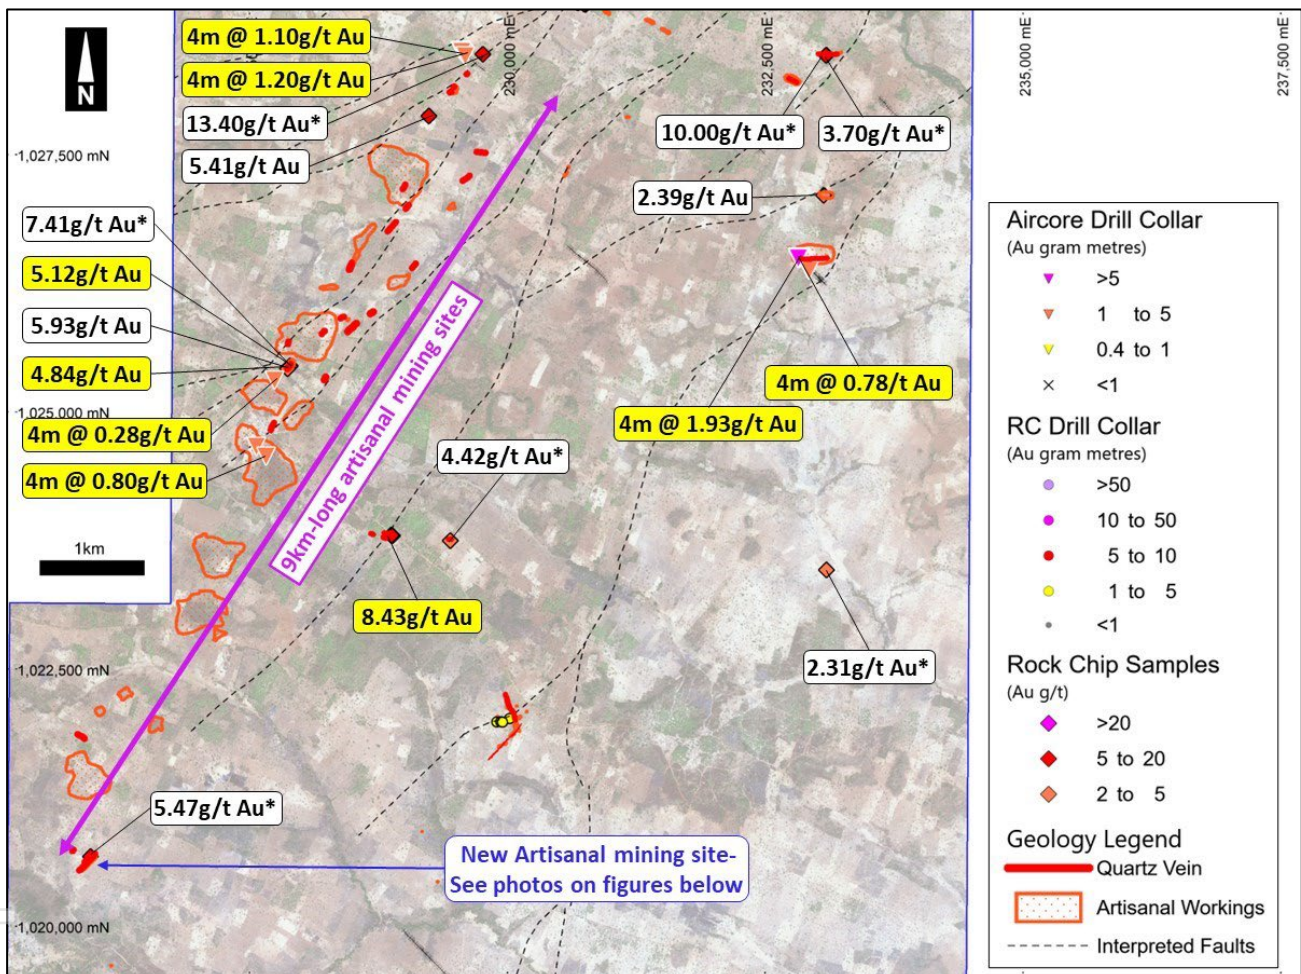 N
4m @ 1.10g/t Au
4m @ 1.20g/t Au
13.40g/t Au*
5.41g/t Au
7.41g/t Au*
5.12g/t Au
5.93g/t Au
4.84g/t Au
4m @ 0.28g/t Au
4m @ 0.80g/t Au
1km
230,000 mE
232,500 mE
235,000 mE
237,500 mE
1,027,500 mN
1,025,000 mN
1,022,500 mN
1,020,000 mN
10.00g/t Au*
3.70g/t Au*
2.39g/t Au
4m @ 0.78/t Au
4m @ 1.93g/t Au
9km-long artisanal mining sites
4.42g/t Au*
8.43g/t Au
2.31g/t Au*
5.47g/t Au*
New Artisanal mining site-
See photos on figures below
Aircore Drill Collar
(Au gram metres)
>5
1 to 5
0.4 to 1
<1
RC Drill Collar
(Au gram metres)
>50
10 to 50
5 to 10
1 to 5
<1
Rock Chip Samples
(Au g/t)
>20
5 to 20
2 to 5
Geology Legend
Quartz Vein
Artisanal Workings
Interpreted Faults